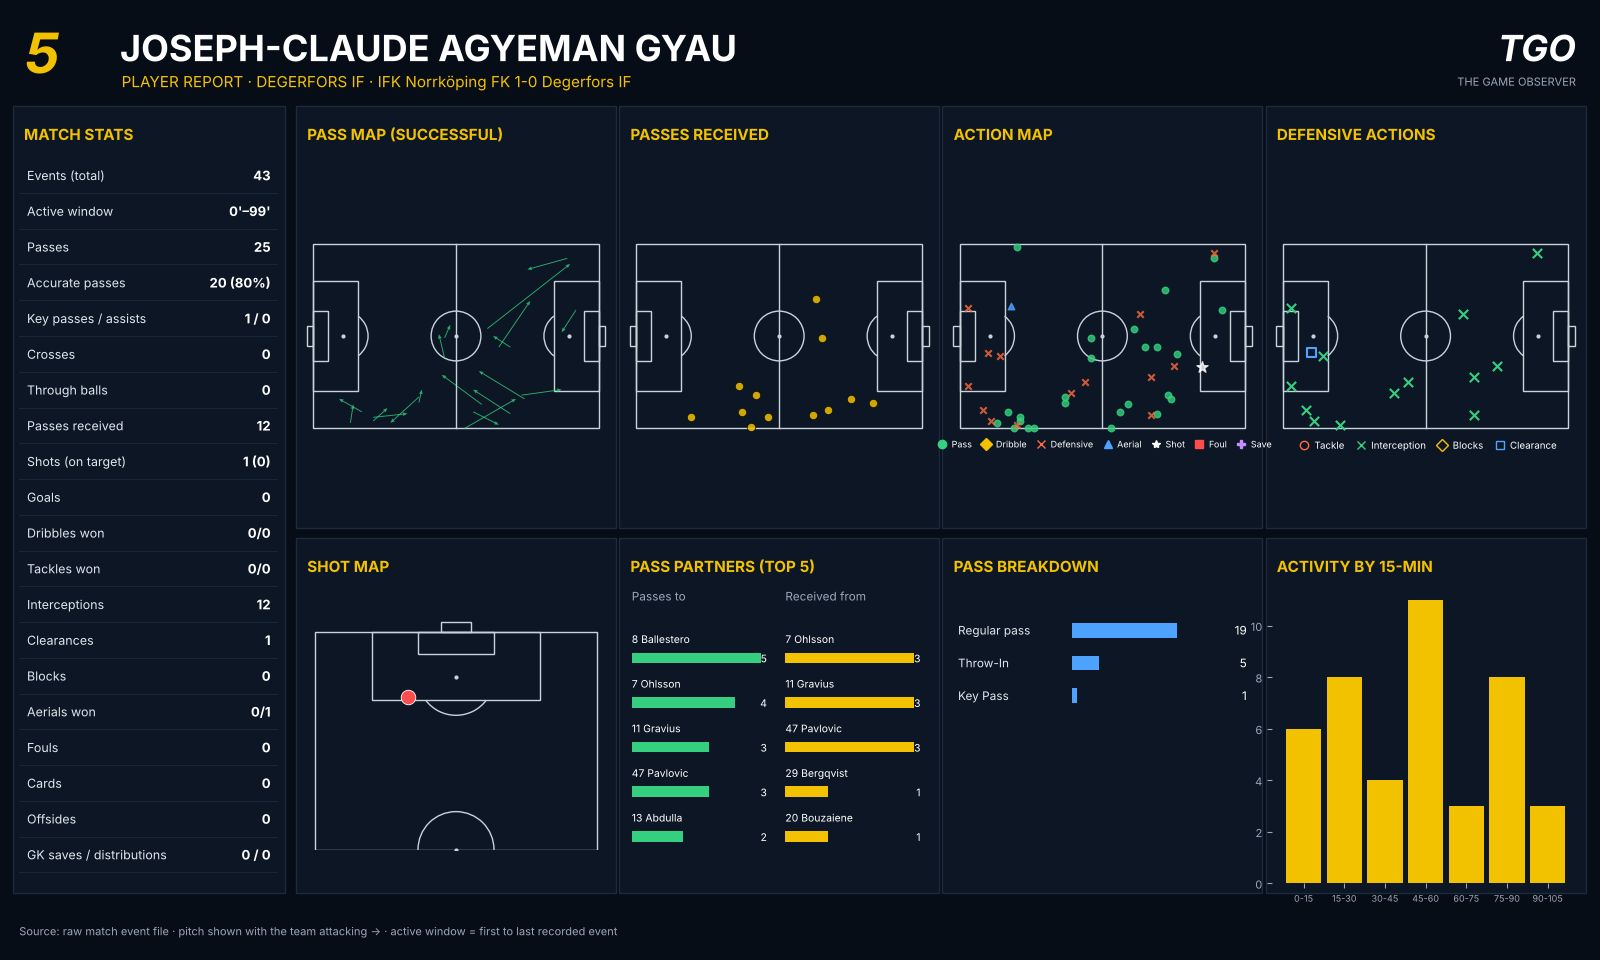 5
JOSEPH-CLAUDE AGYEMAN GYAU
PLAYER REPORT · DEGERFORS IF · IFK Norrköping FK 1-0 Degerfors IF
TGO
THE GAME OBSERVER
MATCH STATS
Events (total) 43
Active window 0'–99'
Passes 25
Accurate passes 20 (80%)
Key passes / assists 1 / 0
Crosses 0
Through balls 0
Passes received 12
Shots (on target) 1 (0)
Goals 0
Dribbles won 0/0
Tackles won 0/0
Interceptions 12
Clearances 1
Blocks 0
Aerials won 0/1
Fouls 0
Cards 0
Offsides 0
GK saves / distributions 0 / 0
PASS MAP (SUCCESSFUL)
PASSES RECEIVED
ACTION MAP
Pass Dribble Defensive Aerial Shot Foul Save
DEFENSIVE ACTIONS
Tackle Interception Blocks Clearance
SHOT MAP
PASS PARTNERS (TOP 5)
Passes to
8 Ballestero
5
7 Ohlsson
4
11 Gravius
3
47 Pavlovic
3
13 Abdulla
2
Received from
7 Ohlsson
3
11 Gravius
3
47 Pavlovic
3
29 Bergqvist
1
20 Bouzaiene
1
PASS BREAKDOWN
Regular pass 19
Throw-In 5
Key Pass 1
ACTIVITY BY 15-MIN
10
8
6
4
2
0
0-15 15-30 30-45 45-60 60-75 75-90 90-105
Source: raw match event file · pitch shown with the team attacking → · active window = first to last recorded event